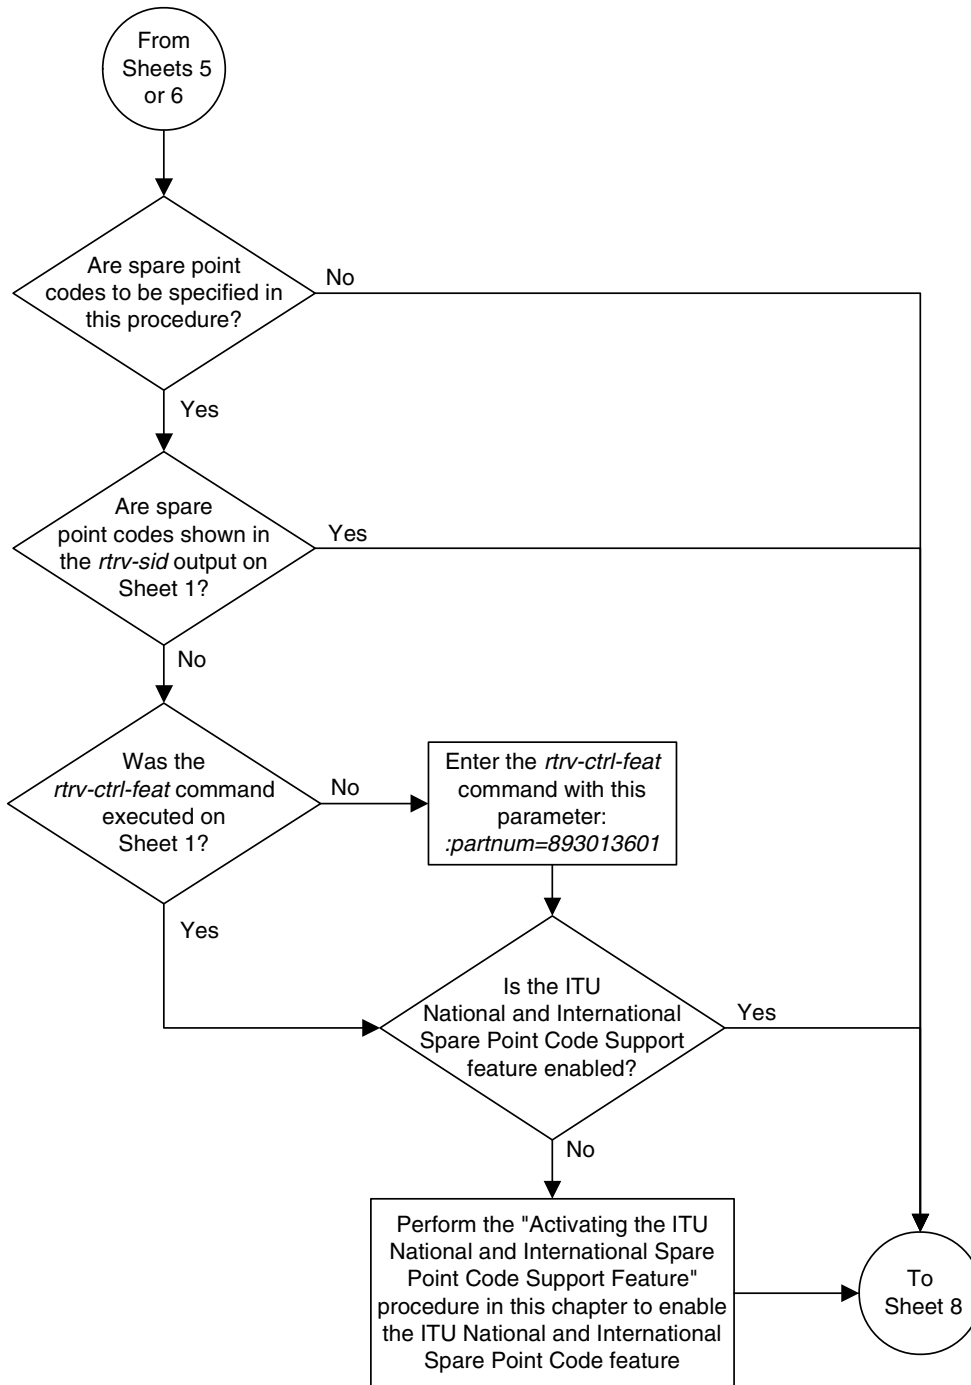 From
Sheets 5
or 6
Are spare point
codes to be specified in
this procedure?
No
Yes
Are spare
point codes shown in
the rtrv-sid output on
Sheet 1?
Yes
No
Was the
rtrv-ctrl-feat command
executed on
Sheet 1?
No
Enter the rtrv-ctrl-feat
command with this
parameter:
:partnum=893013601
Yes
Is the ITU
National and International
Spare Point Code Support
feature enabled?
Yes
No
Perform the "Activating the ITU
National and International Spare
Point Code Support Feature"
procedure in this chapter to enable
the ITU National and International
Spare Point Code feature
To
Sheet 8